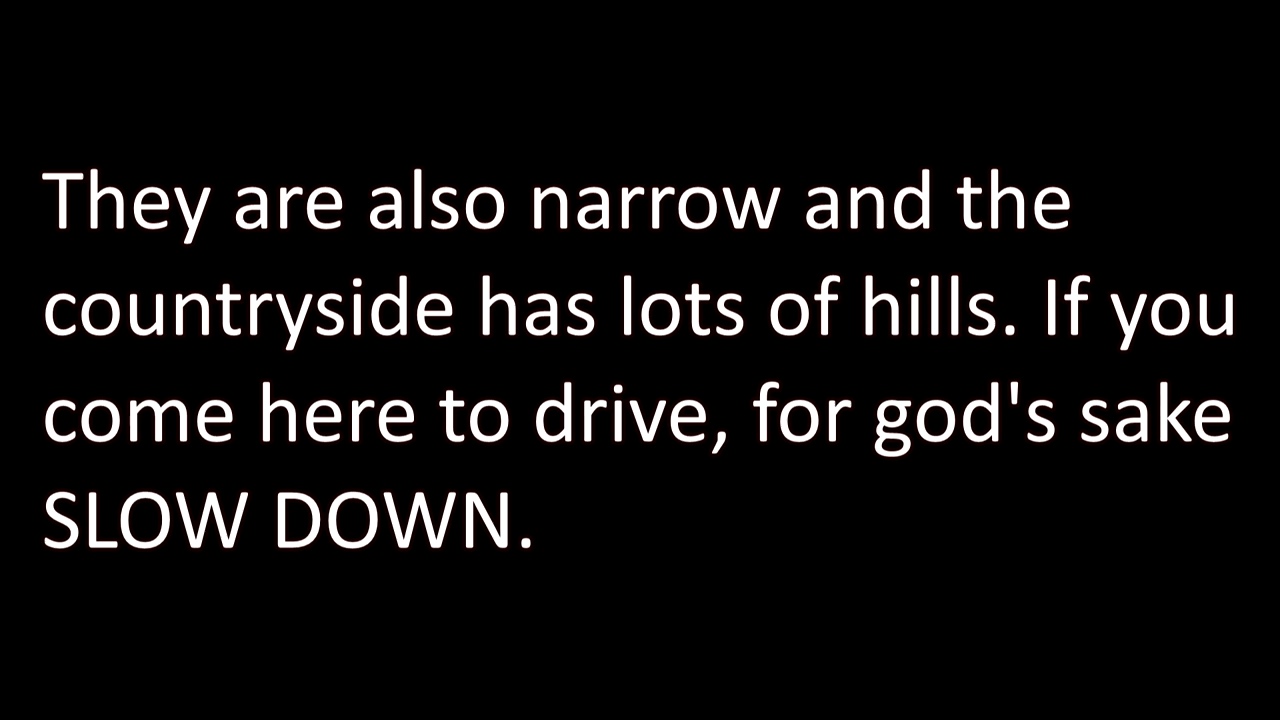 They are also narrow and the
countryside has lots of hills. If you
come here to drive, for god's sake
SLOW DOWN.